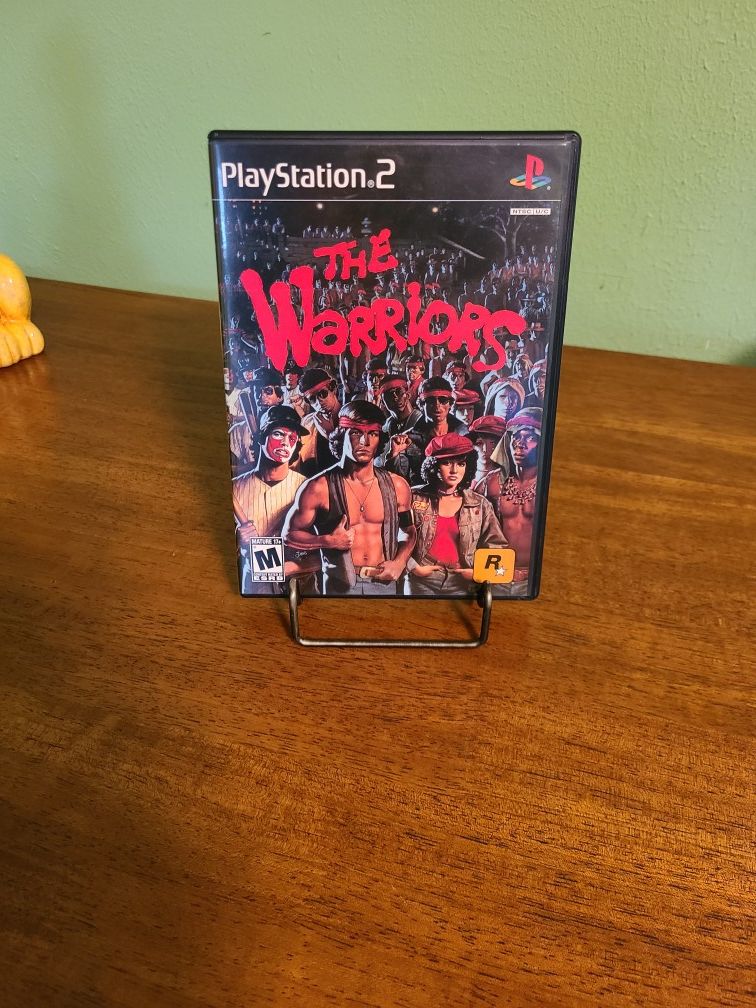 PlayStation®2
NTSC U/C
THE
WARRIORS
MATURE 17+
M
ESRB
R